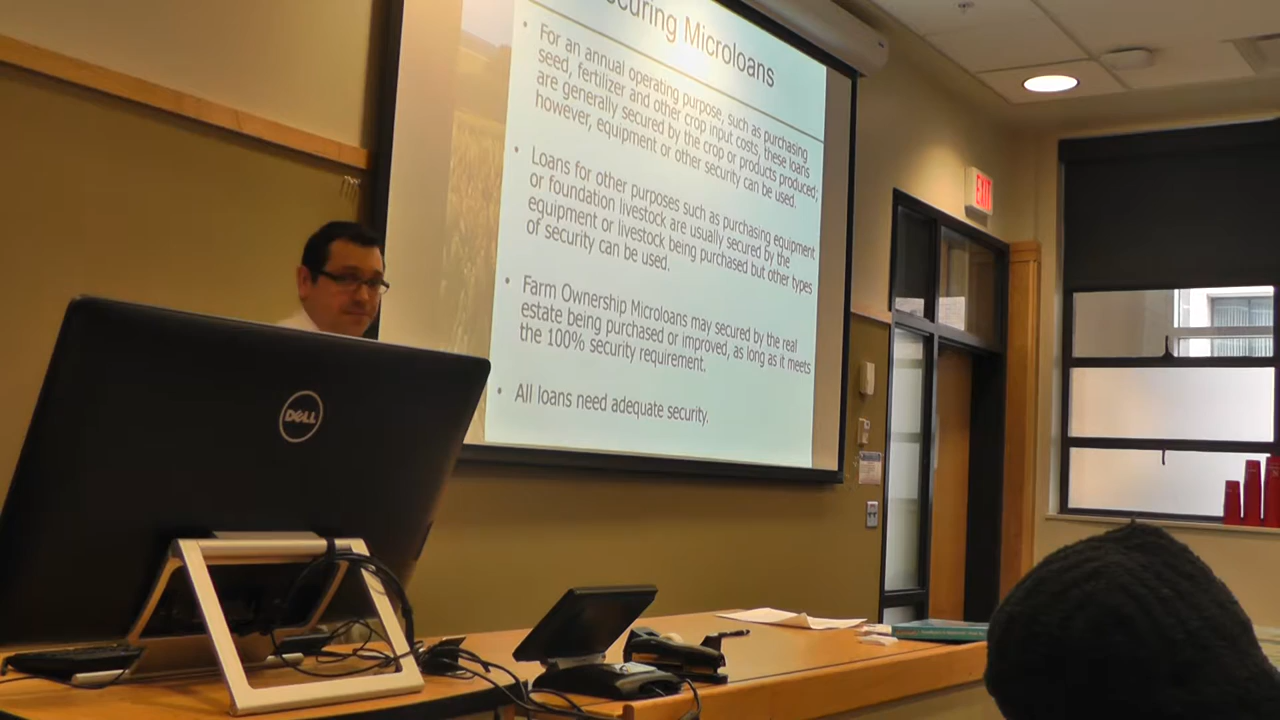 Microloans
• For an annual operating purpose, such as purchasing
seed, fertilizer and other crop input costs, these loans
are generally secured by the crop or products produced;
however, equipment or other security can be used.
• Loans for other purposes such as purchasing equipment
or foundation livestock are usually secured by the
equipment or livestock being purchased but other types
of security can be used.
• Farm Ownership Microloans may secured by the real
estate being purchased or improved, as long as it meets
the 100% security requirement.
• All loans need adequate security.
EXIT
DELL